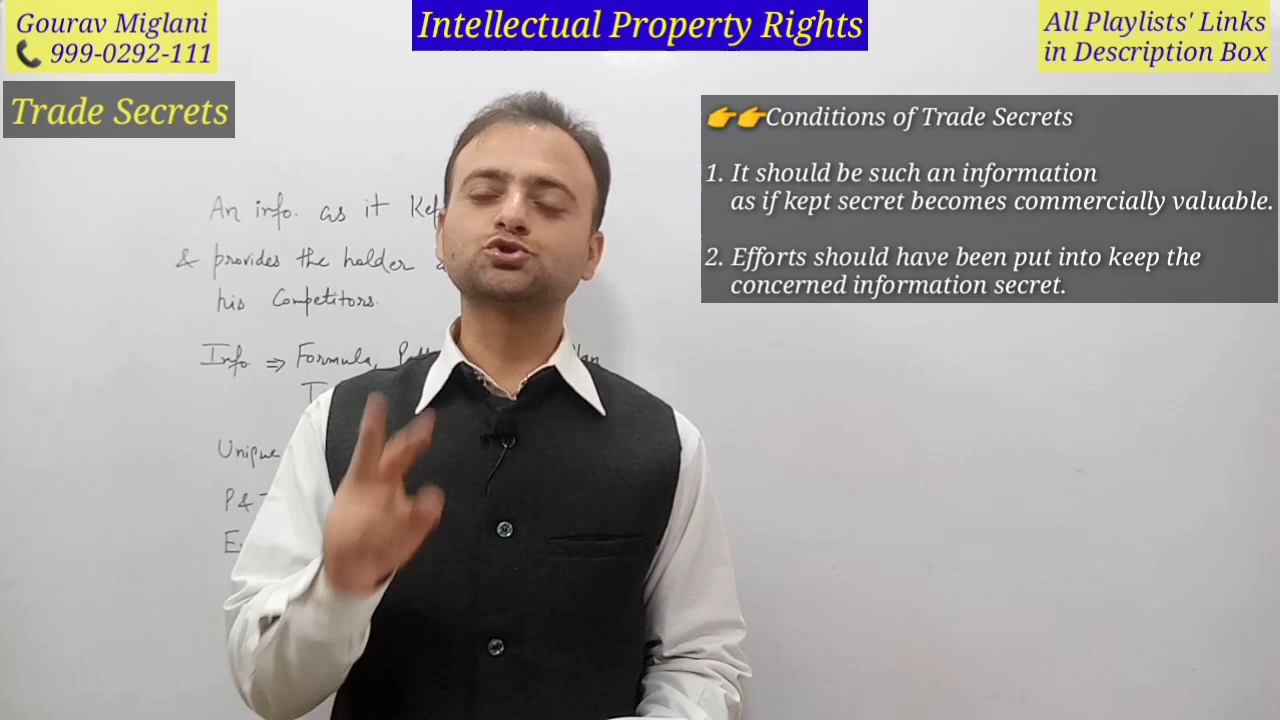 Gourav Miglani
📞 999-0292-111
Intellectual Property Rights
All Playlists' Links
in Description Box
Trade Secrets
👉👉Conditions of Trade Secrets
1. It should be such an information
as if kept secret becomes commercially valuable.
2. Efforts should have been put into keep the
concerned information secret.
An info. as it
& provides the holder
his Competitors.
Info ⇒ Formula,
Unique
P &